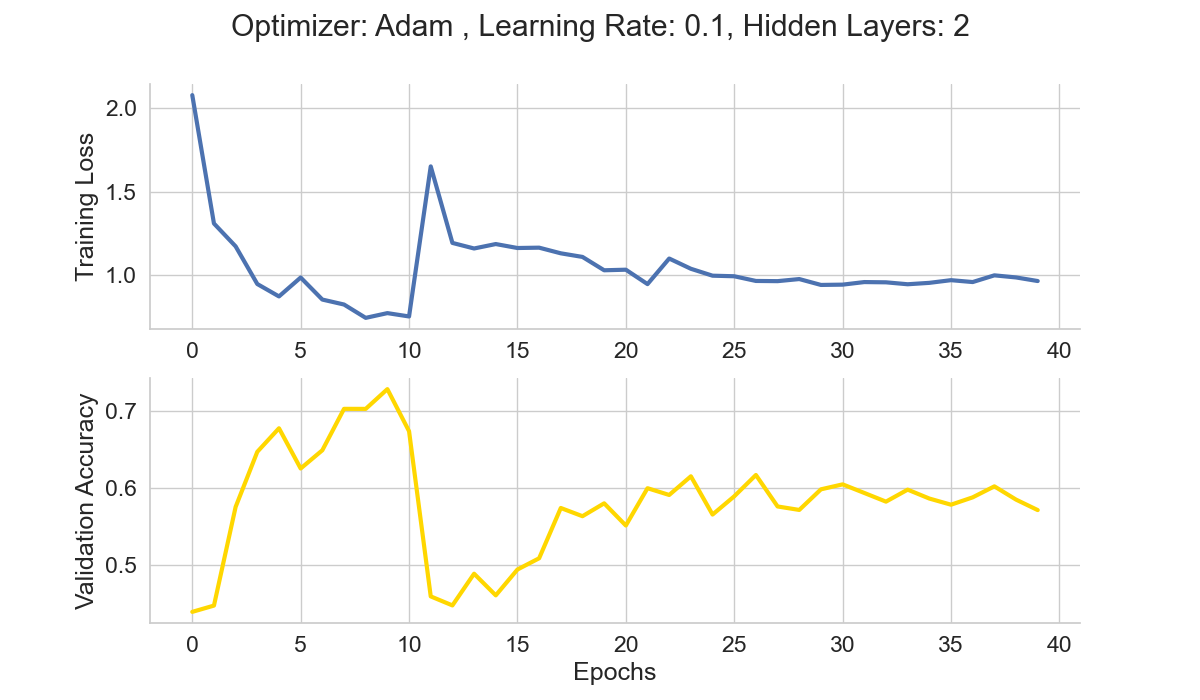 Optimizer: Adam , Learning Rate: 0.1, Hidden Layers: 2
2.0
1.5
1.0
Training Loss
0 5 10 15 20 25 30 35 40
0.7
0.6
0.5
Validation Accuracy
0 5 10 15 20 25 30 35 40
Epochs